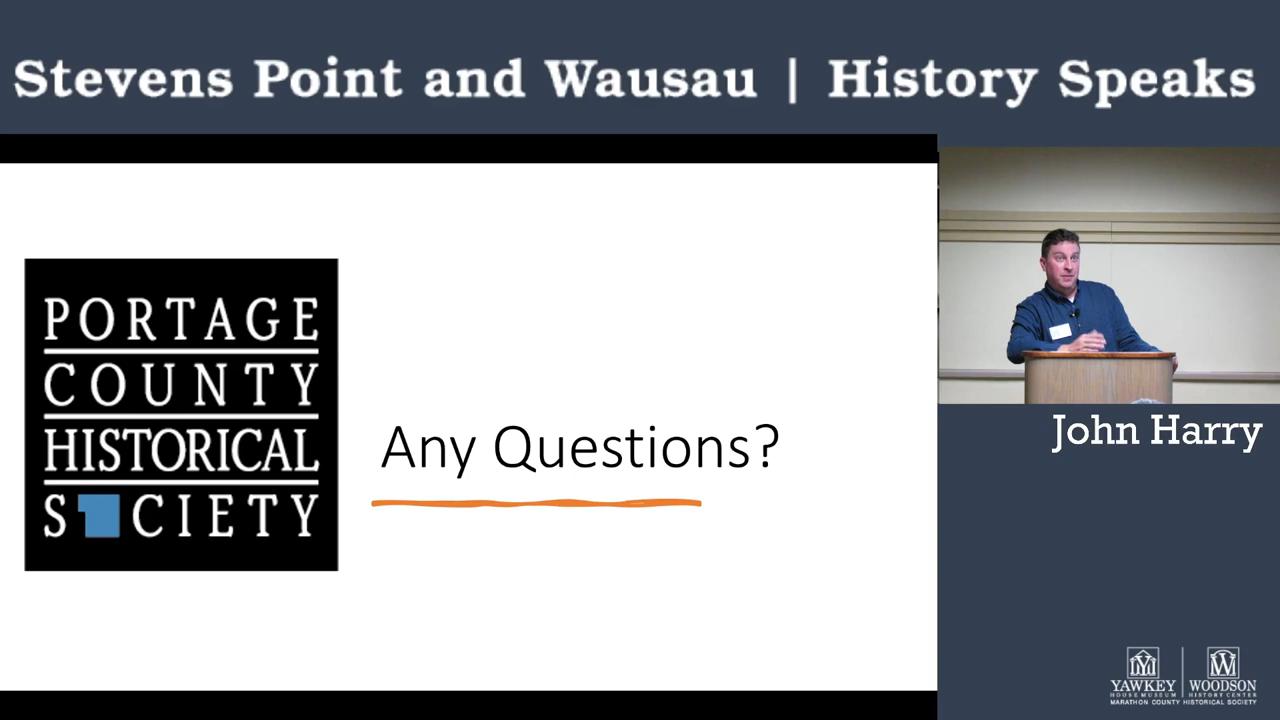 Stevens Point and Wausau | History Speaks
PORTAGE
COUNTY
HISTORICAL
S CIETY
Any Questions?
John Harry
YAWKEY
HOUSE MUSEUM
WOODSON
HISTORY CENTER
MARATHON COUNTY HISTORICAL SOCIETY